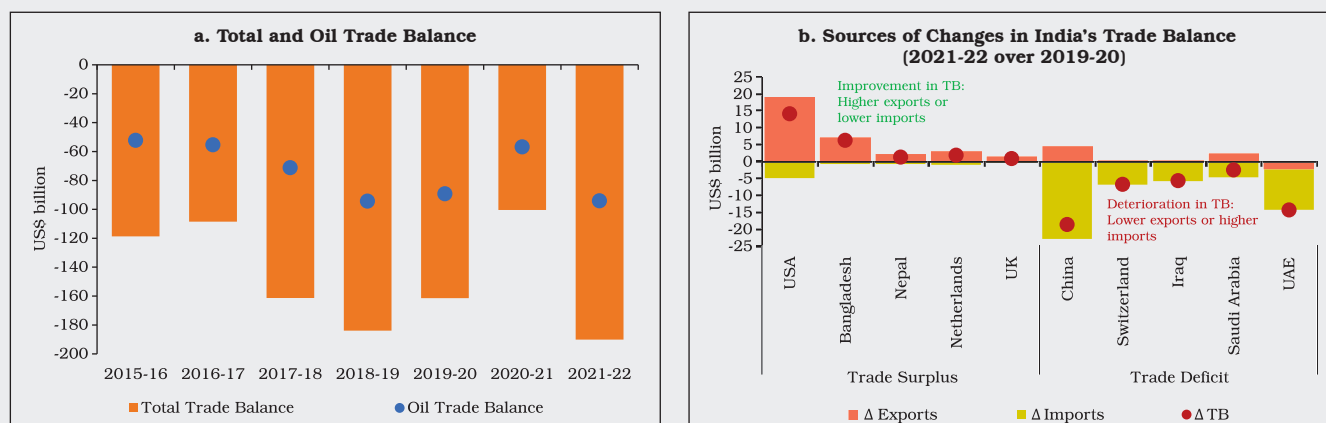 a. Total and Oil Trade Balance
US$ billion
0
-20
-40
-60
-80
-100
-120
-140
-160
-180
-200
2015-16 2016-17 2017-18 2018-19 2019-20 2020-21 2021-22
Total Trade Balance Oil Trade Balance
b. Sources of Changes in India's Trade Balance
(2021-22 over 2019-20)
US$ billion
25
20
15
10
5
0
-5
-10
-15
-20
-25
Improvement in TB:
Higher exports or
lower imports
Deterioration in TB:
Lower exports or higher
imports
USA
Bangladesh
Nepal
Netherlands
UK
China
Switzerland
Iraq
Saudi Arabia
UAE
Trade Surplus Trade Deficit
Δ Exports Δ Imports Δ TB